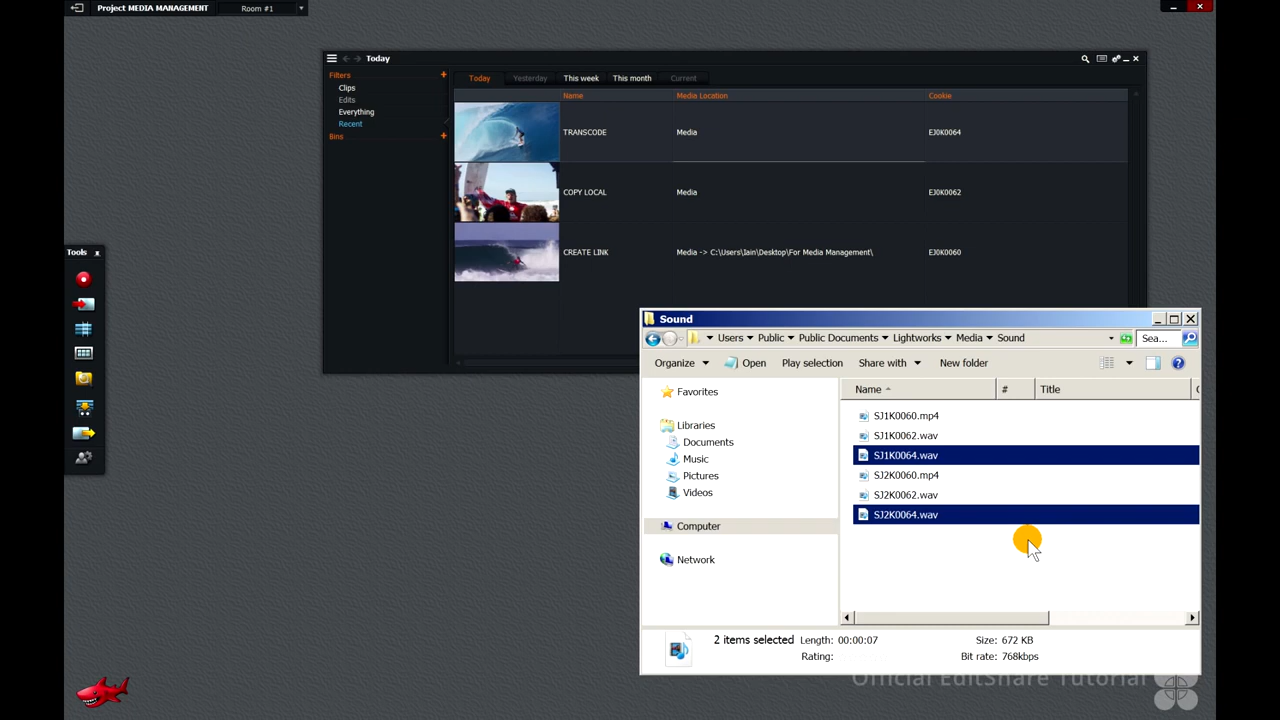 Project MEDIA MANAGEMENT Room #1
Today
Filters
Clips
Edits
Everything
Recent
Bins
Today Yesterday This week This month Current
Name Media Location Cookie
TRANSCODE Media EJ0K0064
COPY LOCAL Media EJ0K0062
CREATE LINK Media -> C:\Users\Iain\Desktop\For Media Management\ EJ0K0060
Tools
Sound
Users Public Public Documents Lightworks Media Sound Sea...
Organize Open Play selection Share with New folder
Favorites
Libraries
Documents
Music
Pictures
Videos
Computer
Network
Name # Title
SJ1K0060.mp4
SJ1K0062.wav
SJ1K0064.wav
SJ2K0060.mp4
SJ2K0062.wav
SJ2K0064.wav
2 items selected Length: 00:00:07 Size: 672 KB
Rating: Bit rate: 768kbps
Official EditShare Tutorial